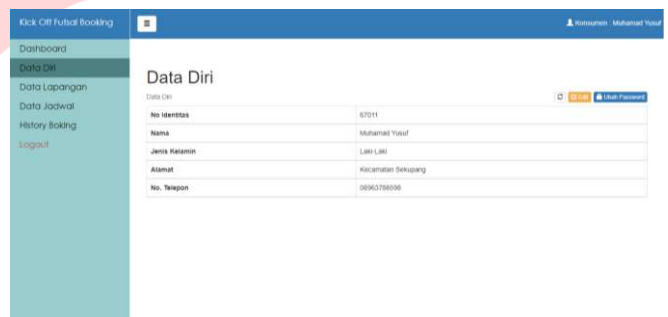 Kick Off Futsal Booking
Konsumen : Muhamad Yusuf
Dashboard
Data Diri
Data Lapangan
Data Jadwal
History Boking
Logout
Data Diri
Data Diri
Edit Ubah Password
No Identitas 67011
Nama Muhamad Yusuf
Jenis Kelamin Laki-Laki
Alamat Kecamatan Sekupang
No. Telepon